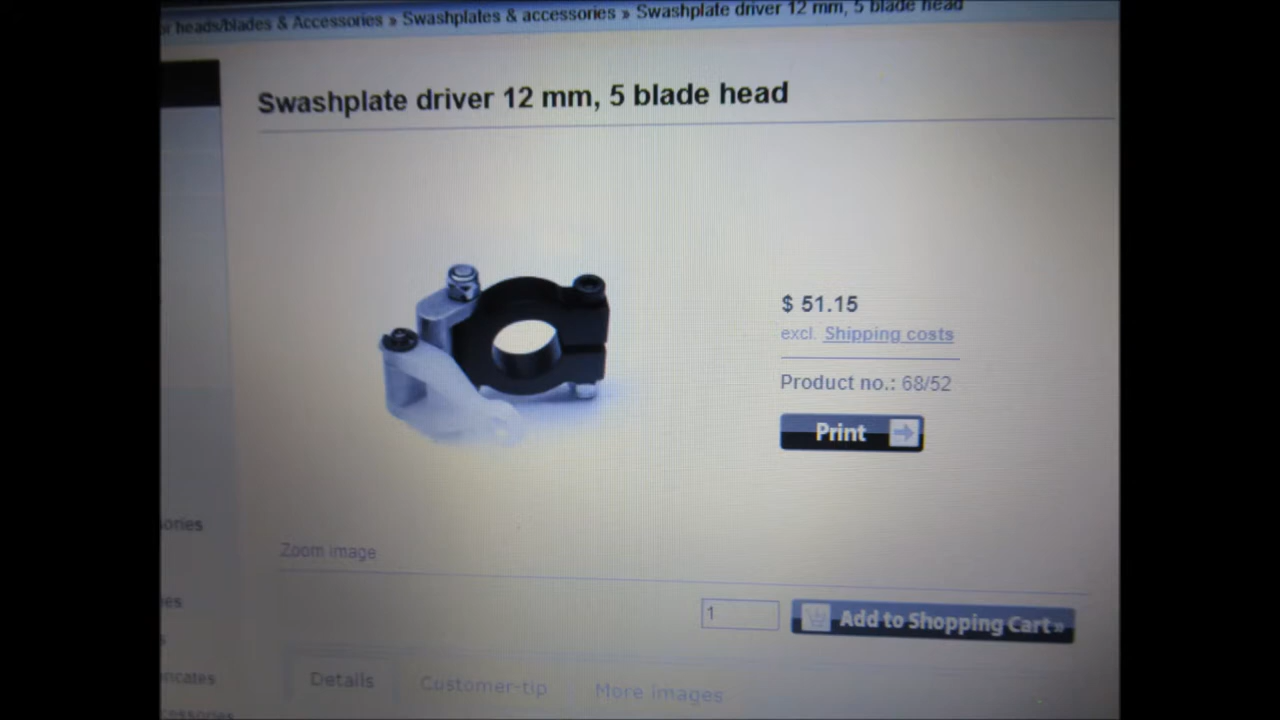 r heads/blades & Accessories » Swashplates & accessories » Swashplate driver 12 mm, 5 blade head
Swashplate driver 12 mm, 5 blade head
$ 51.15
excl. Shipping costs
Product no.: 68/52
Print
ories
Zoom image
es
1
Add to Shopping Cart »
s
ncates
Details
Customer-tip
More images
cessories